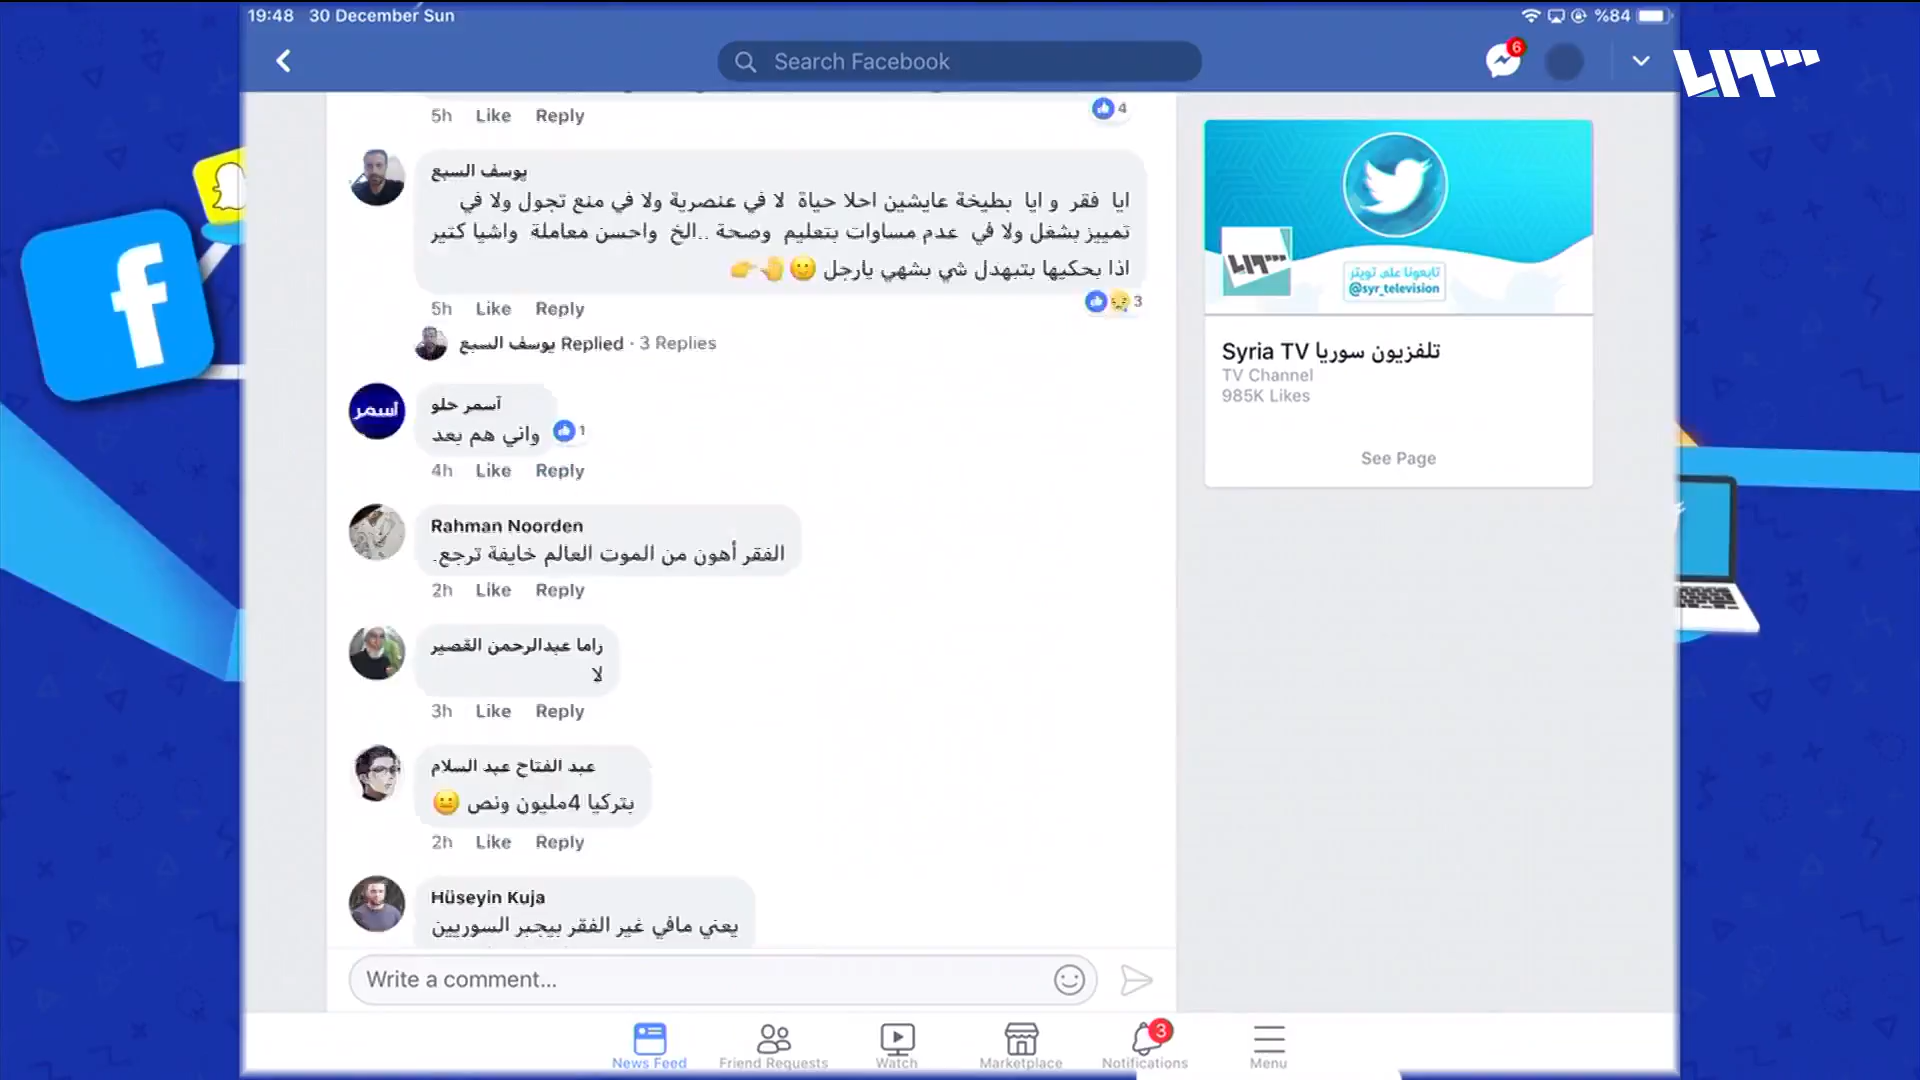 19:48 30 December Sun
%84
Search Facebook
6
5h Like Reply
4
يوسف السبع
ايا فقر و ايا بطيخة عايشين احلا حياة لا في عنصرية ولا في منع تجول ولا في
تمييز بشغل ولا في عدم مساوات بتعليم وصحة ..الخ واحسن معاملة واشيا كتير
اذا بحكيها بتبهدل شي بشهي يارجل 🙂🤚👉
5h Like Reply
3
يوسف السبع Replied · 3 Replies
أسمر
آسمر حلو
واني هم بعد
1
4h Like Reply
Rahman Noorden
الفقر أهون من الموت العالم خايفة ترجع.
2h Like Reply
راما عبدالرحمن القصير
لا
3h Like Reply
عبد الفتاح عبد السلام
بتركيا 4مليون ونص 😐
2h Like Reply
Hüseyin Kuja
يعني مافي غير الفقر بيجبر السوريين
Write a comment...
News Feed
Friend Requests
Watch
Marketplace
3
Notifications
Menu
تابعونا على تويتر
@syr_television
Syria TV تلفزيون سوريا
TV Channel
985K Likes
See Page